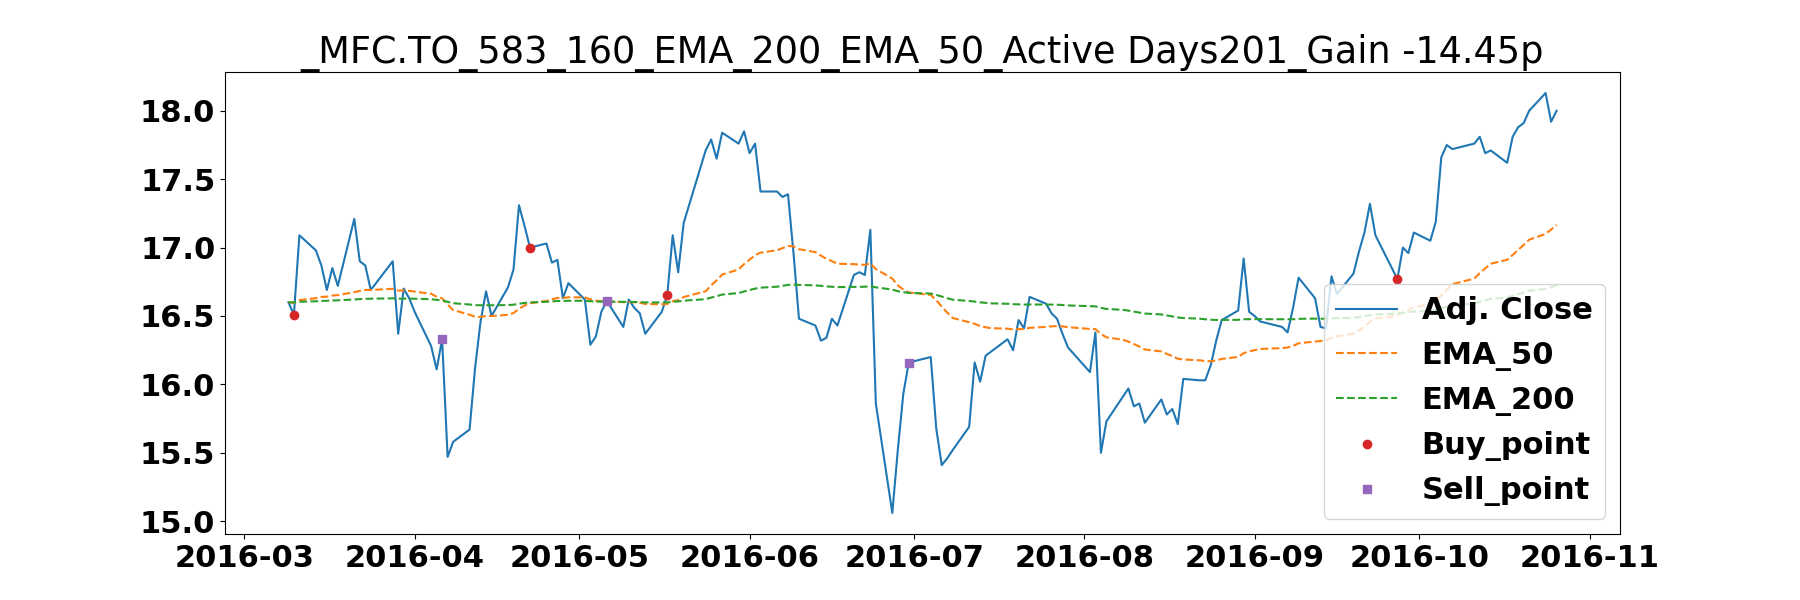 _MFC.TO_583_160_EMA_200_EMA_50_Active Days201_Gain -14.45p
18.0
17.5
17.0
16.5
16.0
15.5
15.0
Adj. Close
EMA_50
EMA_200
Buy_point
Sell_point
2016-03 2016-04 2016-05 2016-06 2016-07 2016-08 2016-09 2016-10 2016-11